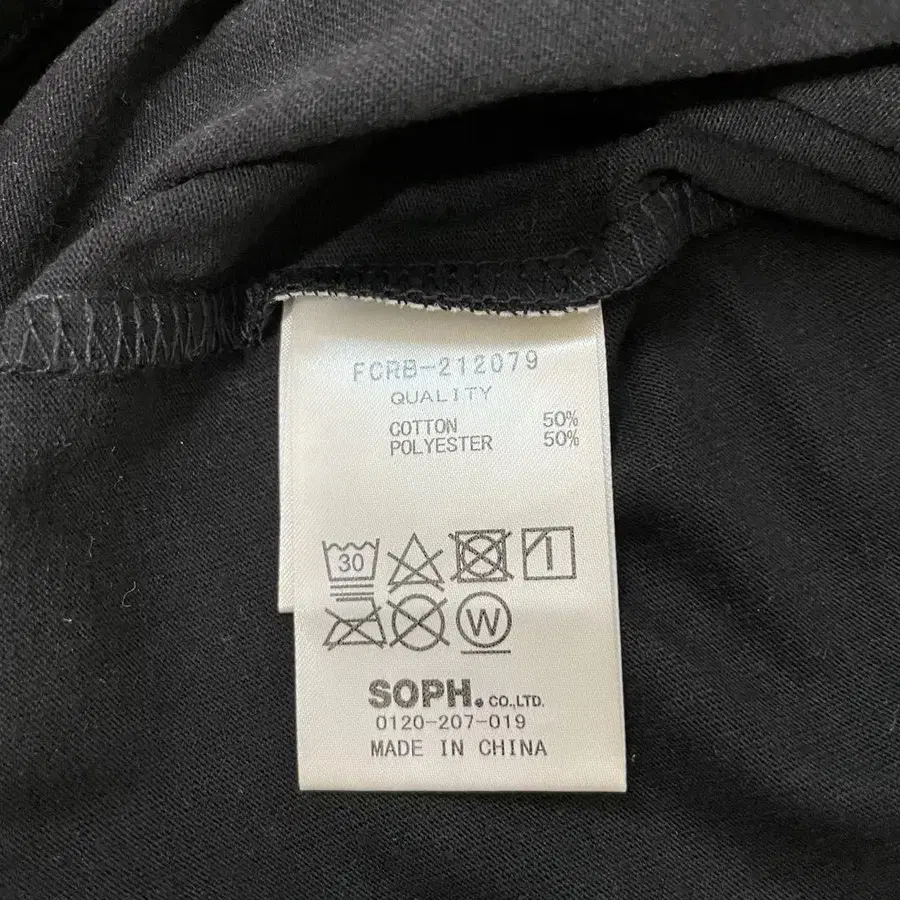 FCRB-212079
QUALITY
COTTON 50%
POLYESTER 50%
30
W
SOPH. CO.,LTD.
0120-207-019
MADE IN CHINA